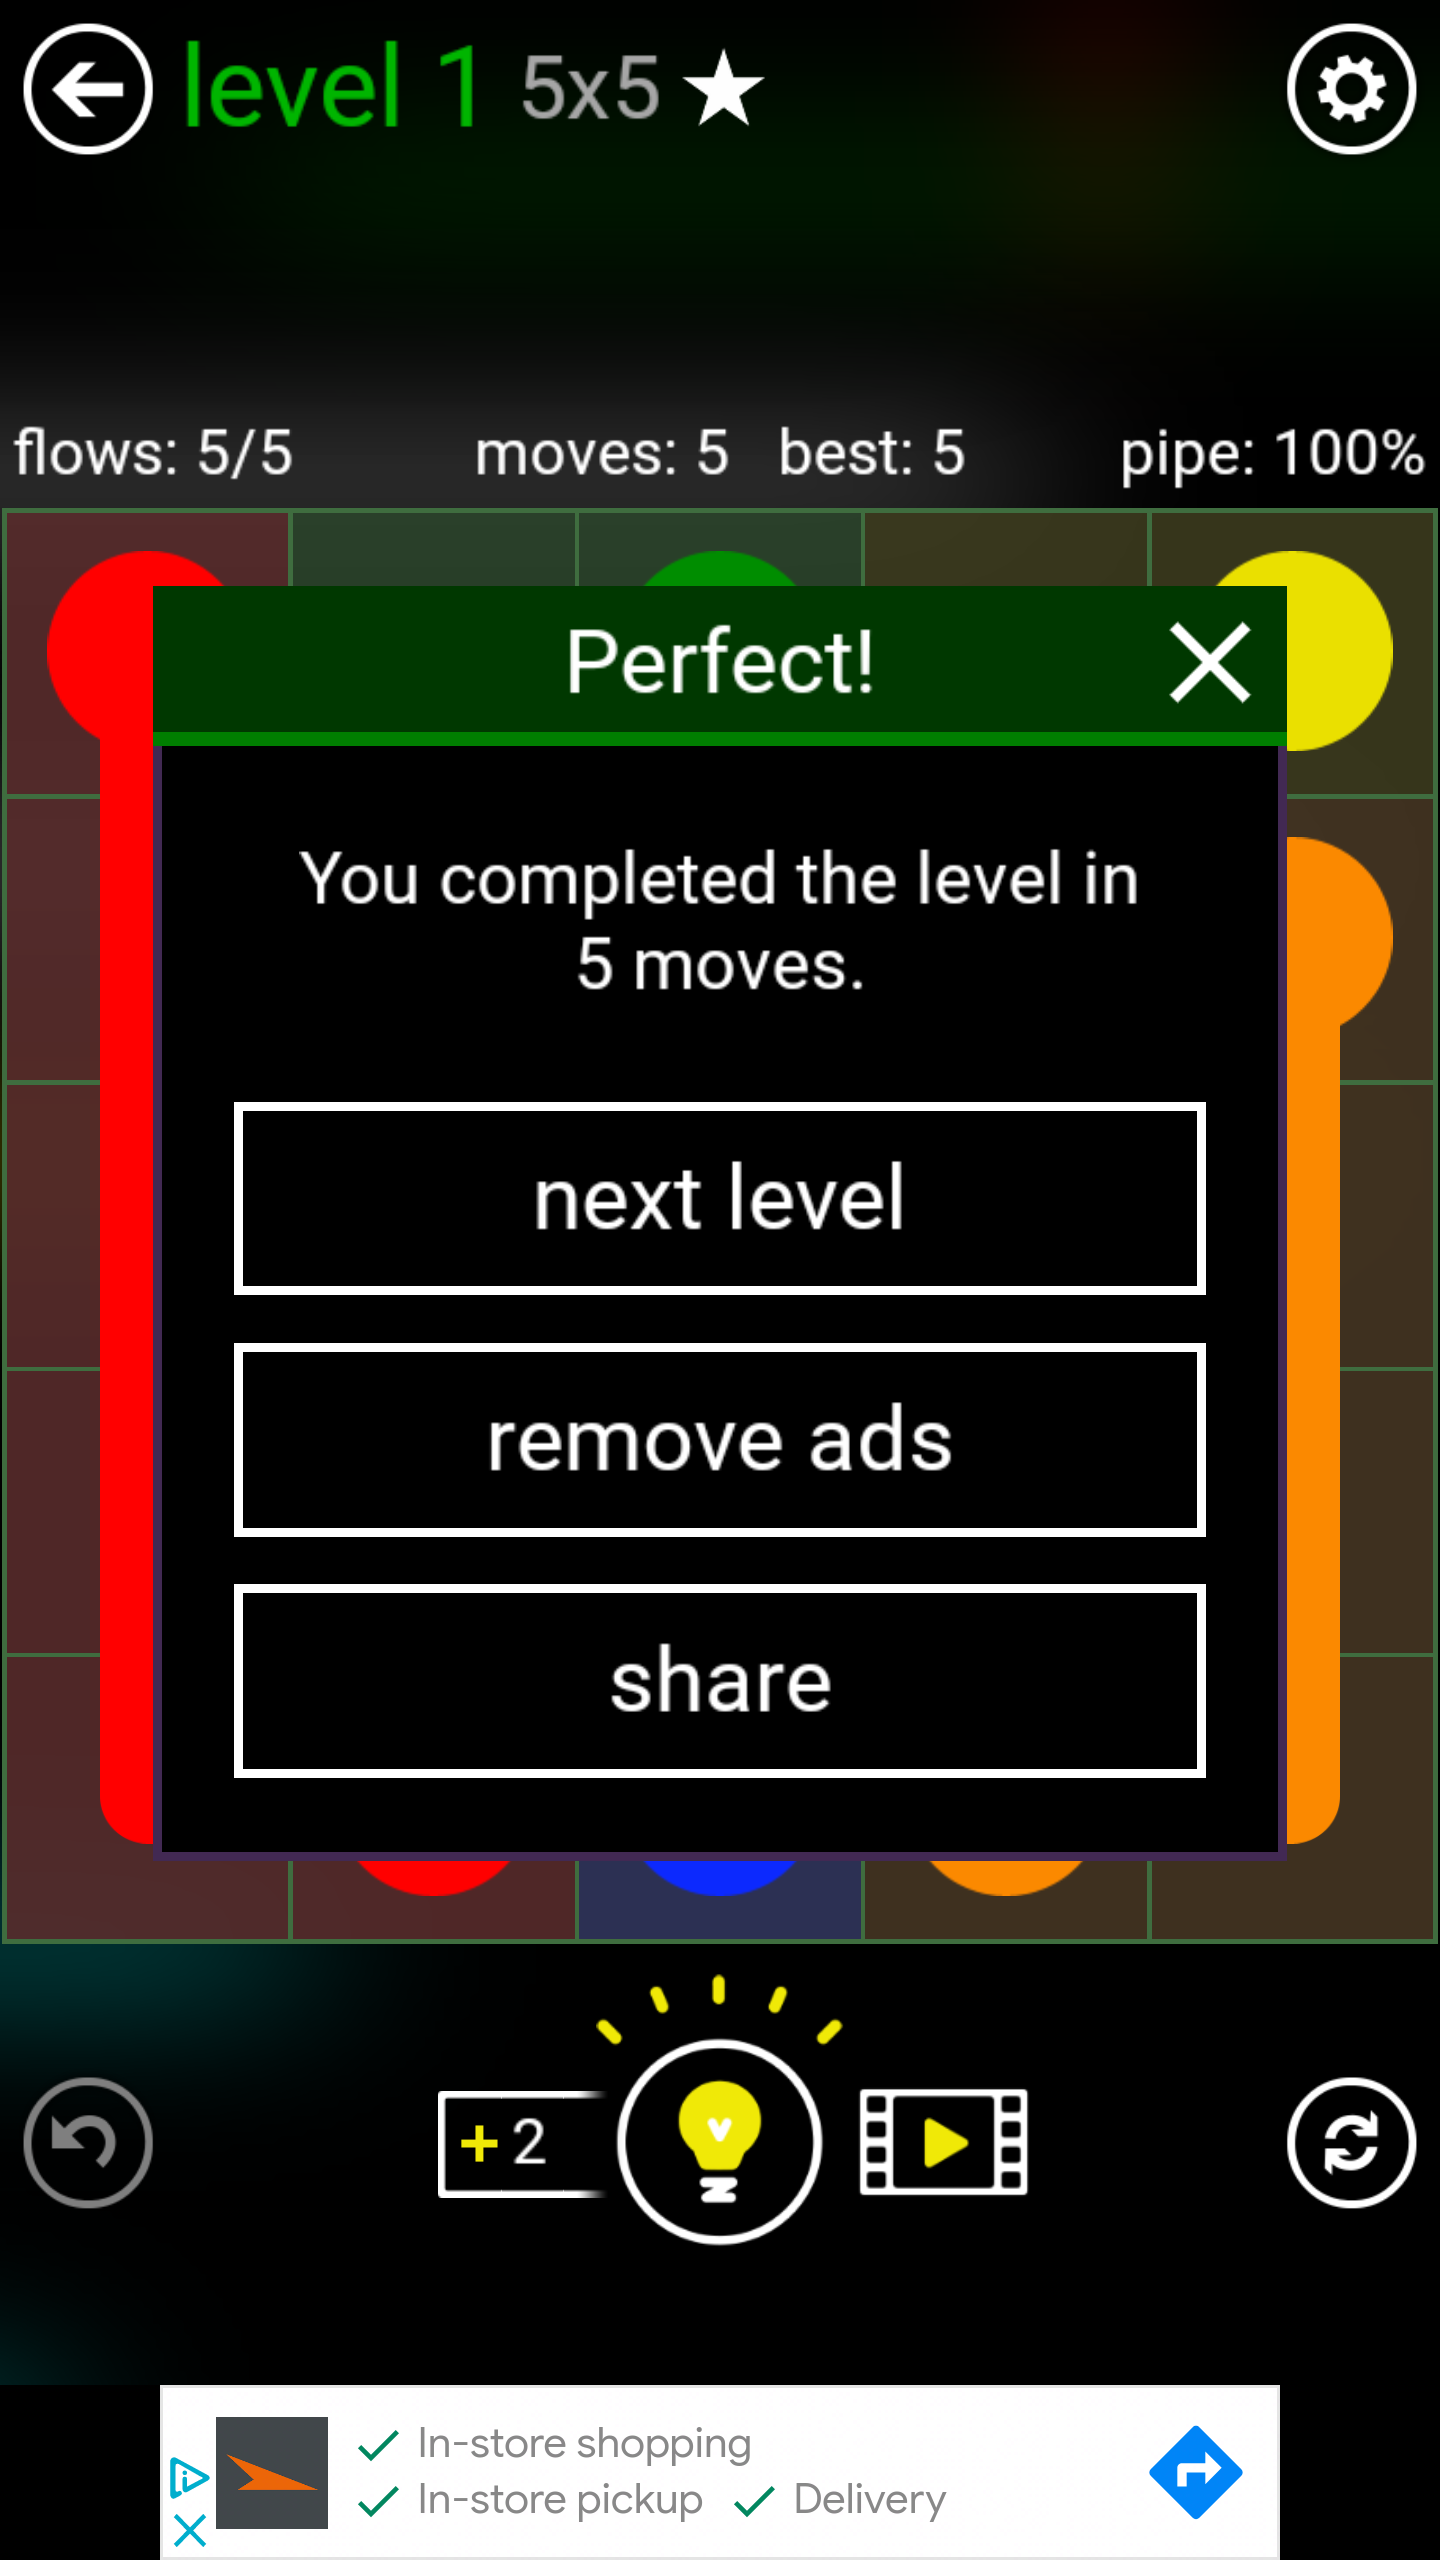 level 1 5x5
flows: 5/5 moves: 5 best: 5 pipe: 100%
Perfect!
You completed the level in
5 moves.
next level
remove ads
share
+ 2
In-store shopping
In-store pickup Delivery